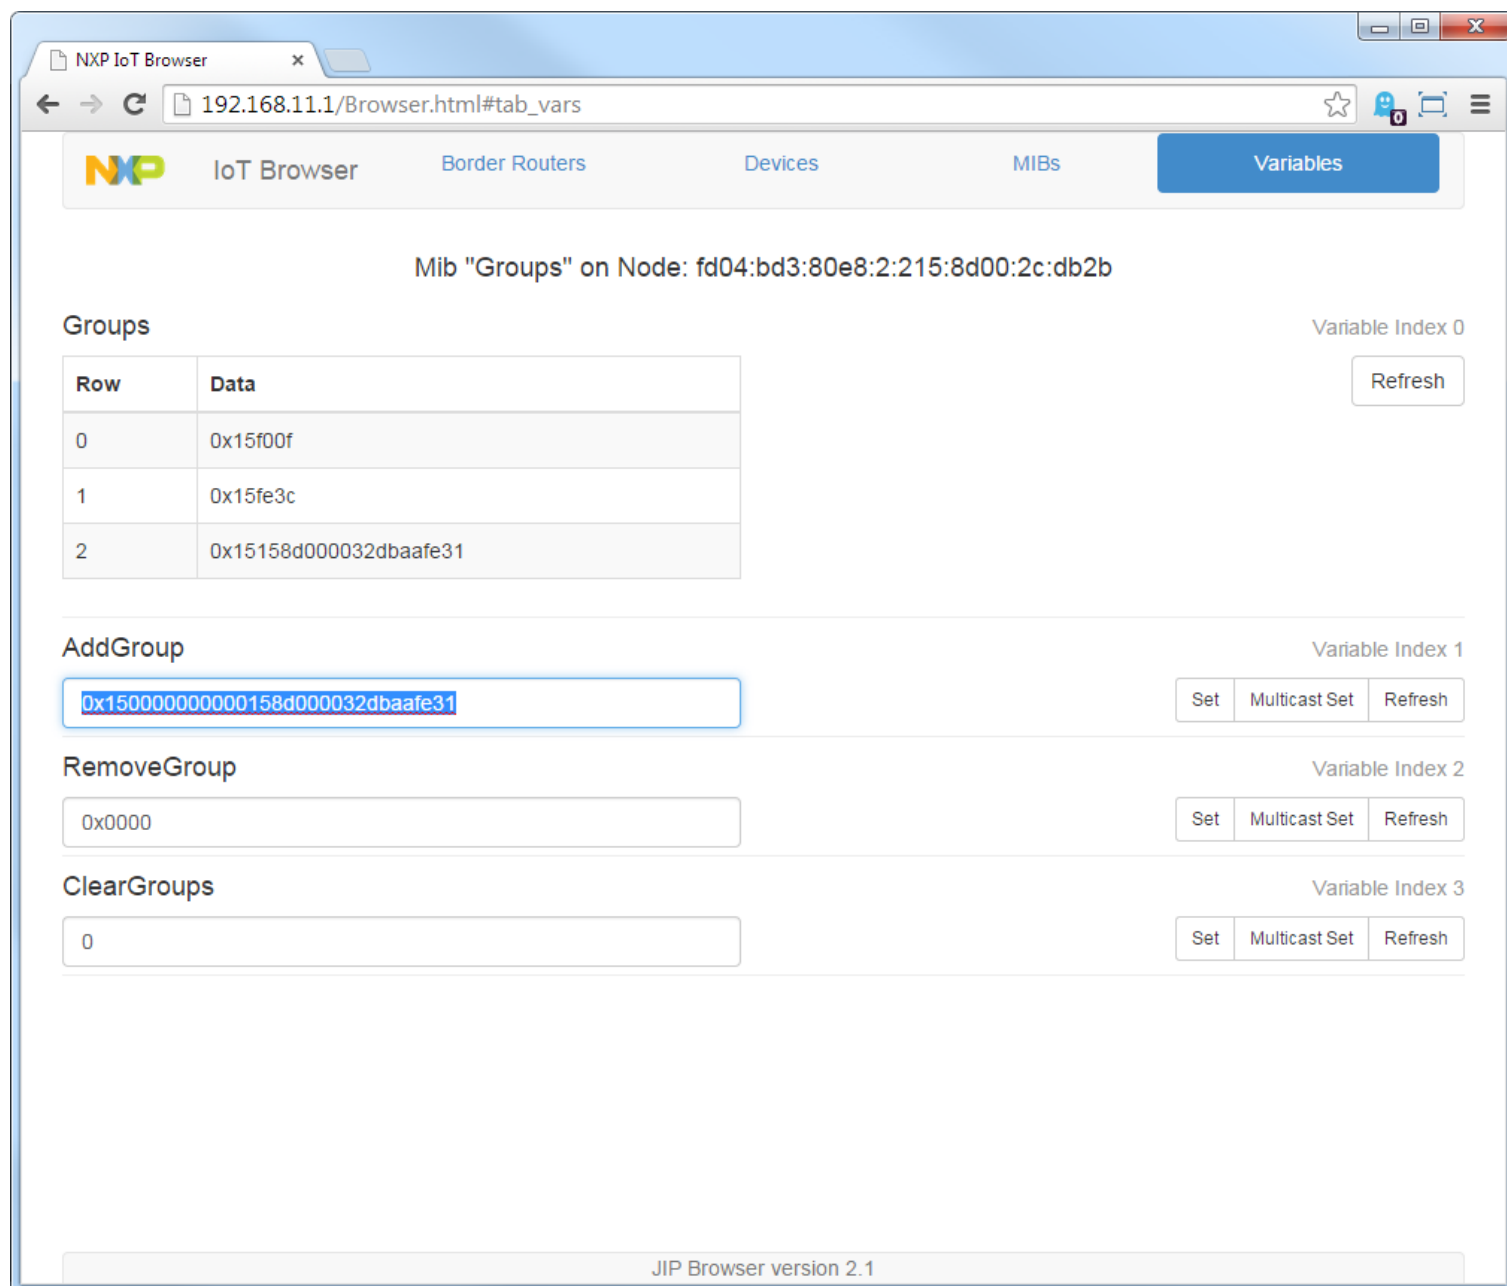 NXP IoT Browser
192.168.11.1/Browser.html#tab_vars
0
NXP IoT Browser Border Routers Devices MIBs Variables
Mib "Groups" on Node: fd04:bd3:80e8:2:215:8d00:2c:db2b
Groups Variable Index 0
Row Data Refresh
0 0x15f00f
1 0x15fe3c
2 0x15158d000032dbaafe31
AddGroup Variable Index 1
0x150000000000158d000032dbaafe31 Set Multicast Set Refresh
RemoveGroup Variable Index 2
0x0000 Set Multicast Set Refresh
ClearGroups Variable Index 3
0 Set Multicast Set Refresh
JIP Browser version 2.1